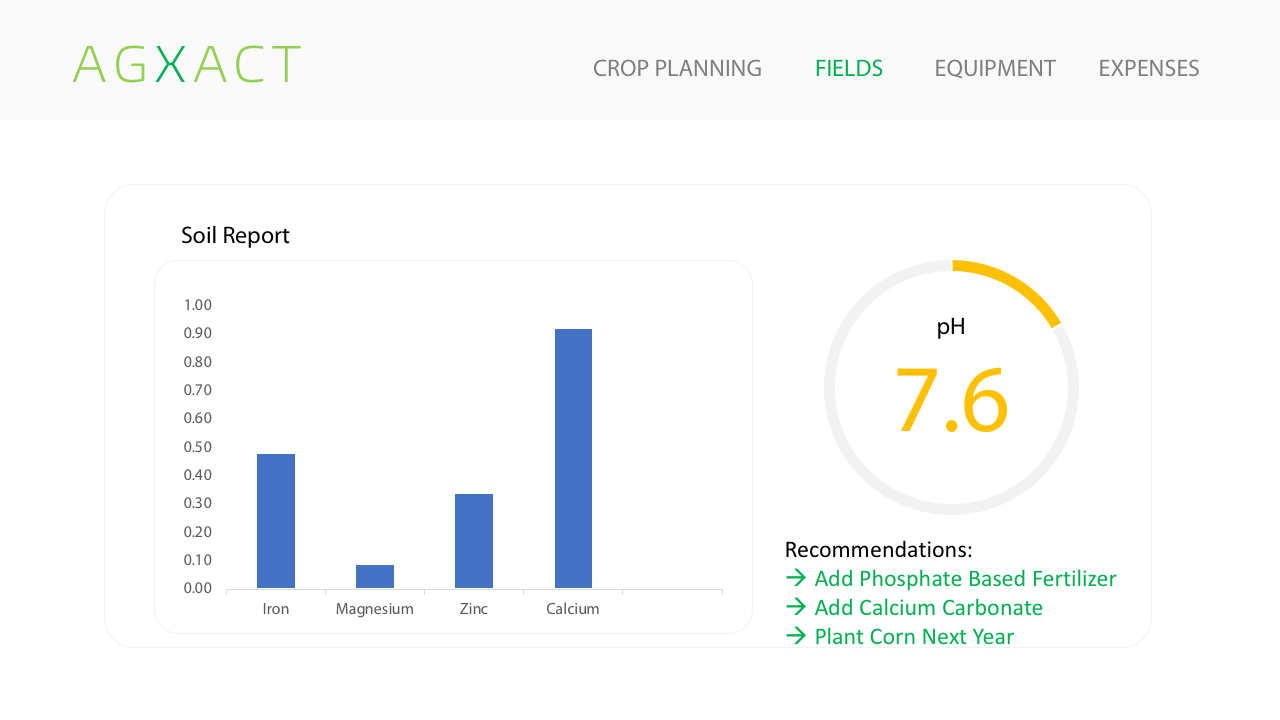 AGXACT
CROP PLANNING FIELDS EQUIPMENT EXPENSES
Soil Report
1.00
0.90
0.80
0.70
0.60
0.50
0.40
0.30
0.20
0.10
0.00
Iron Magnesium Zinc Calcium
pH
7.6
Recommendations:
→ Add Phosphate Based Fertilizer
→ Add Calcium Carbonate
→ Plant Corn Next Year